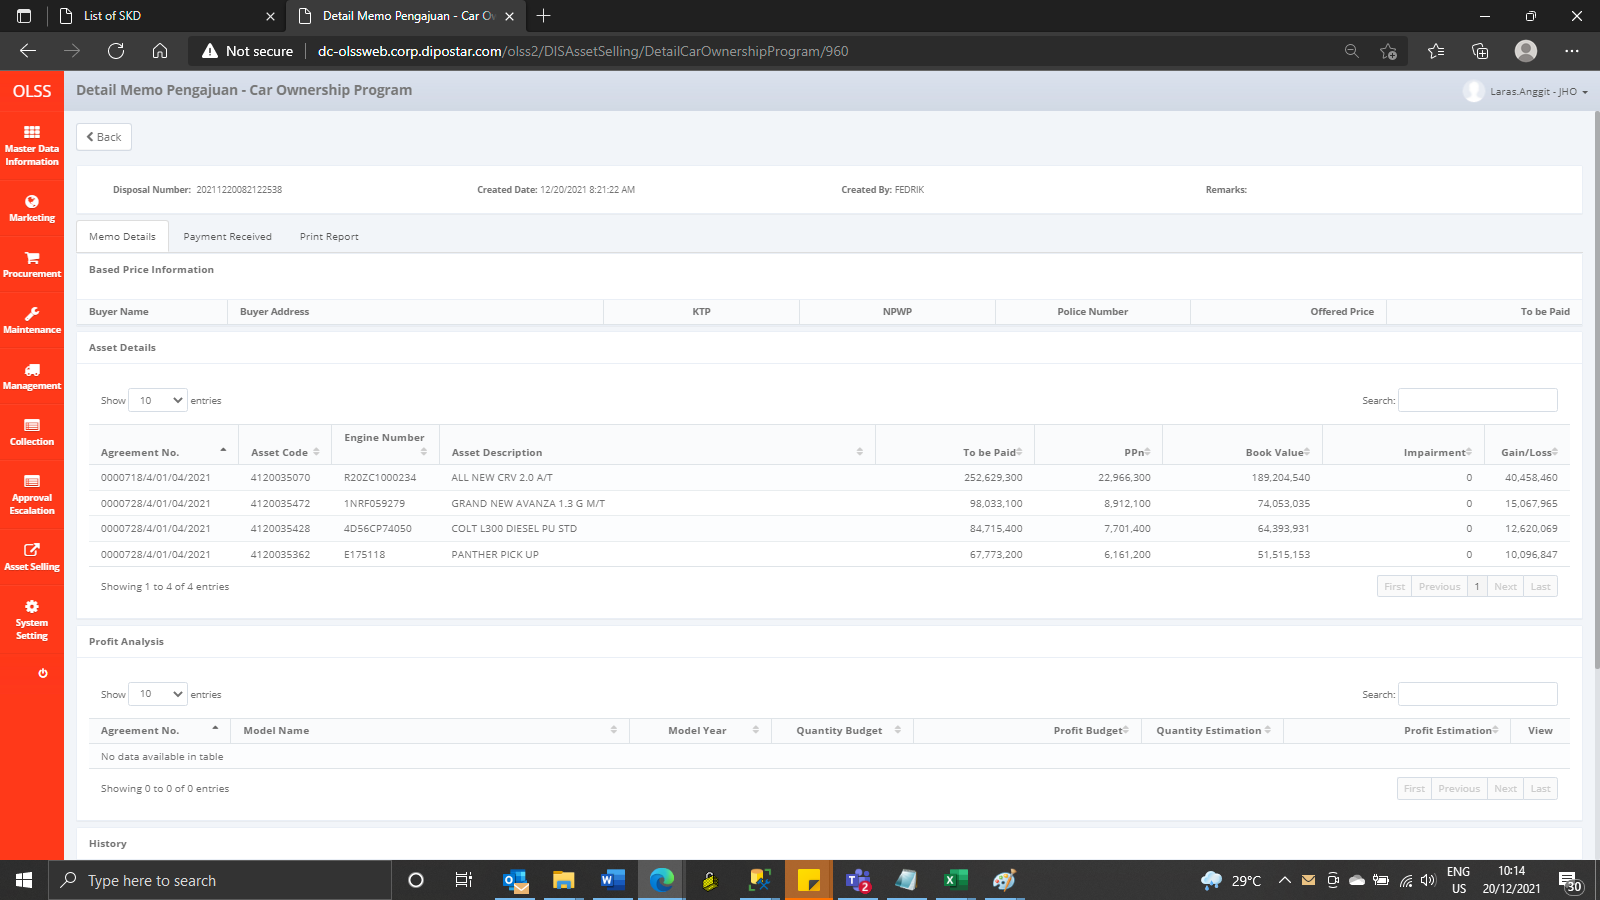 List of SKD
Detail Memo Pengajuan - Car Ow
Not secure
dc-olssweb.corp.dipostar.com/olss2/DISAssetSelling/DetailCarOwnershipProgram/960
OLSS
Detail Memo Pengajuan - Car Ownership Program
Laras.Anggit - JHO
Master Data Information
Marketing
Procurement
Maintenance
Management
Collection
Approval Escalation
Asset Selling
System Setting
Back
Disposal Number: 20211220082122538 Created Date: 12/20/2021 8:21:22 AM Created By: FEDRIK Remarks:
Memo Details Payment Received Print Report
Based Price Information
Buyer Name Buyer Address KTP NPWP Police Number Offered Price To be Paid
Asset Details
Show 10 entries Search:
Agreement No. Asset Code Engine Number Asset Description To be Paid PPn Book Value Impairment Gain/Loss
0000718/4/01/04/2021 4120035070 R20ZC1000234 ALL NEW CRV 2.0 A/T 252,629,300 22,966,300 189,204,540 0 40,458,460
0000728/4/01/04/2021 4120035472 1NRF059279 GRAND NEW AVANZA 1.3 G M/T 98,033,100 8,912,100 74,053,035 0 15,067,965
0000728/4/01/04/2021 4120035428 4D56CP74050 COLT L300 DIESEL PU STD 84,715,400 7,701,400 64,393,931 0 12,620,069
0000728/4/01/04/2021 4120035362 E175118 PANTHER PICK UP 67,773,200 6,161,200 51,515,153 0 10,096,847
Showing 1 to 4 of 4 entries First Previous 1 Next Last
Profit Analysis
Show 10 entries Search:
Agreement No. Model Name Model Year Quantity Budget Profit Budget Quantity Estimation Profit Estimation View
No data available in table
Showing 0 to 0 of 0 entries First Previous Next Last
History
Type here to search
2
29°C
ENG
US
10:14
20/12/2021
30